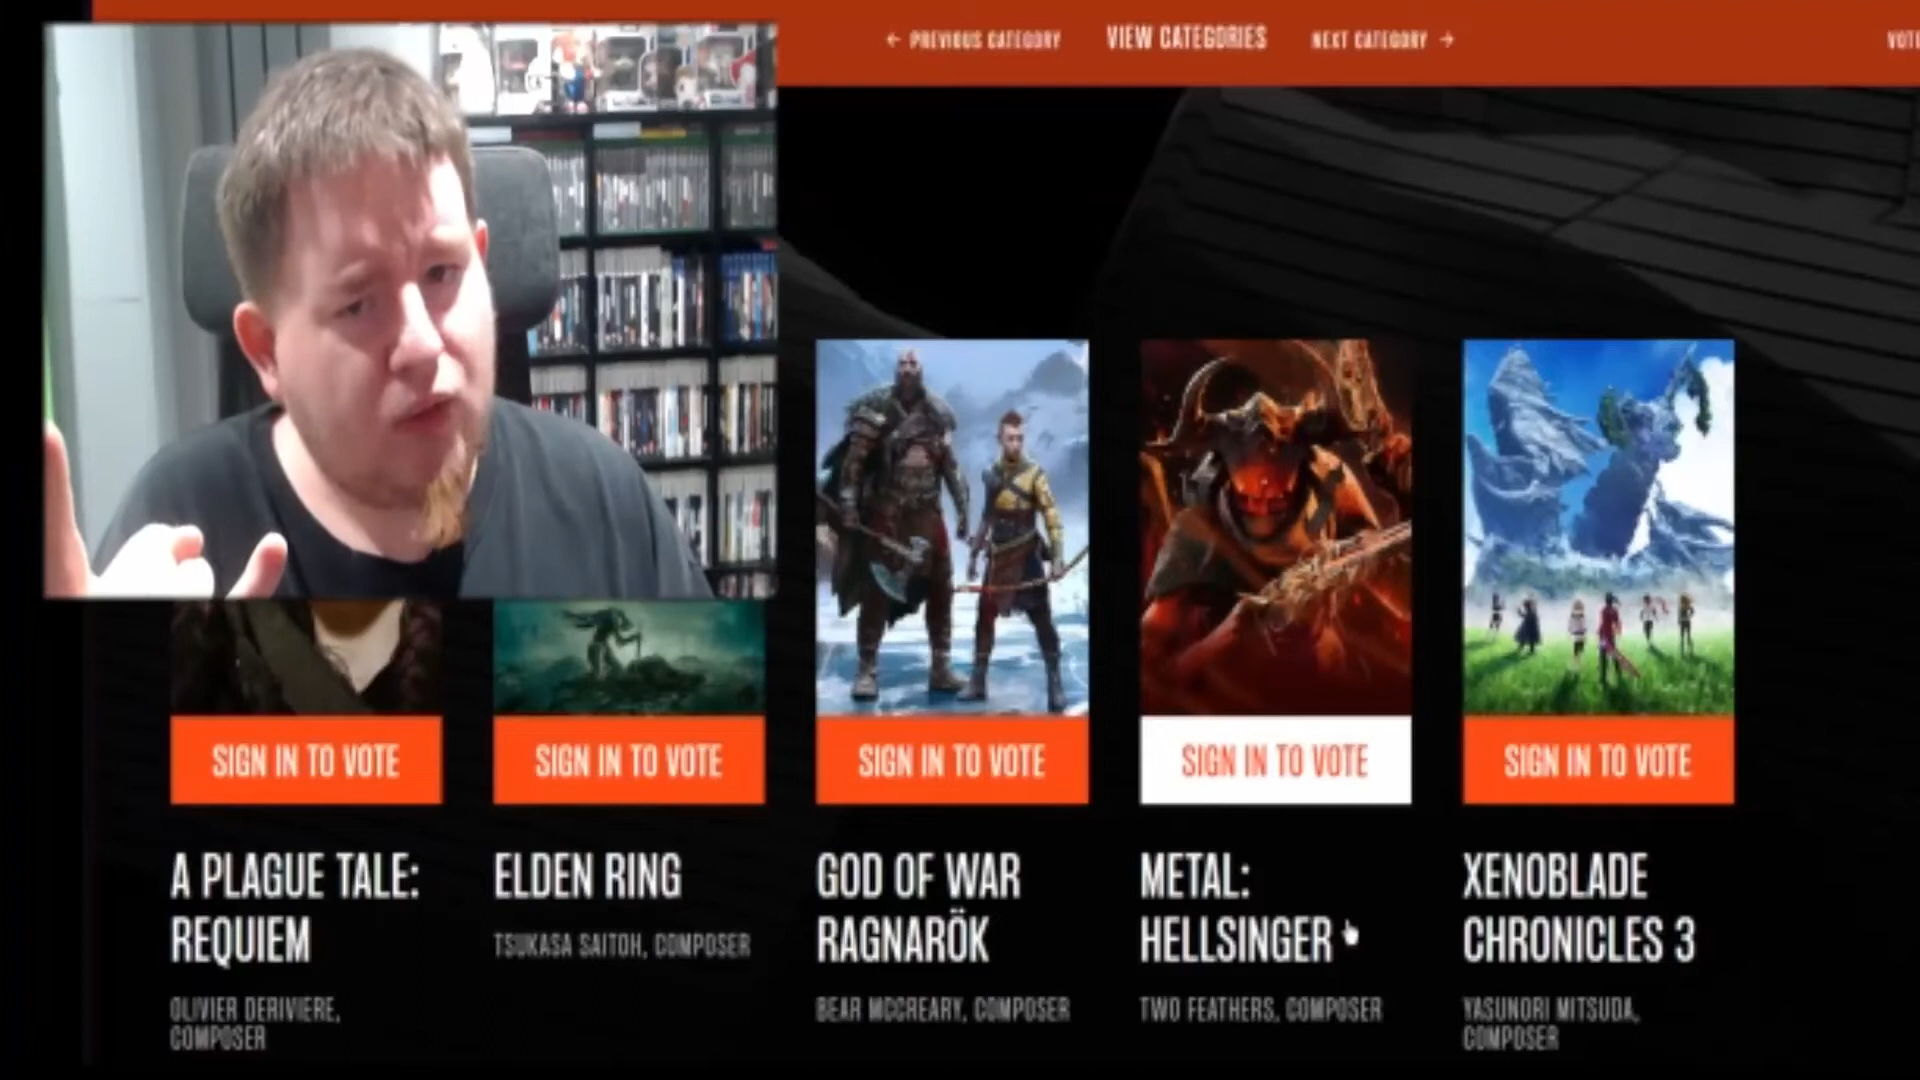 ← PREVIOUS CATEGORY
VIEW CATEGORIES
NEXT CATEGORY →
SIGN IN TO VOTE
SIGN IN TO VOTE
SIGN IN TO VOTE
SIGN IN TO VOTE
SIGN IN TO VOTE
A PLAGUE TALE:
REQUIEM
OLIVIER DERIVIERE,
COMPOSER
ELDEN RING
TSUKASA SAITOH, COMPOSER
GOD OF WAR
RAGNARÖK
BEAR MCCREARY, COMPOSER
METAL:
HELLSINGER
TWO FEATHERS, COMPOSER
XENOBLADE
CHRONICLES 3
YASUNORI MITSUDA,
COMPOSER